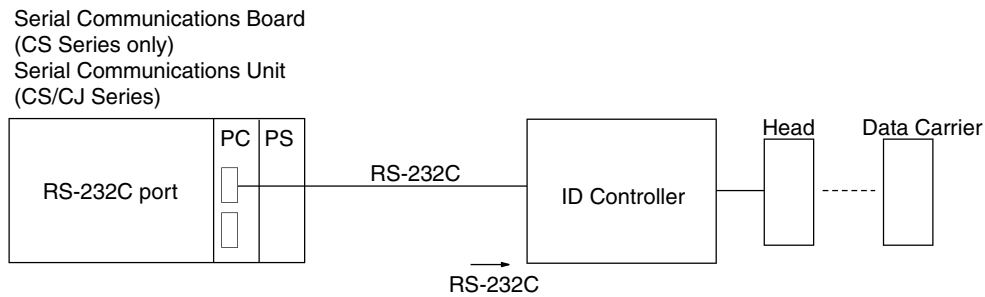 Serial Communications Board
(CS Series only)
Serial Communications Unit
(CS/CJ Series)
PC PS
Head Data Carrier
RS-232C port
RS-232C
ID Controller
RS-232C